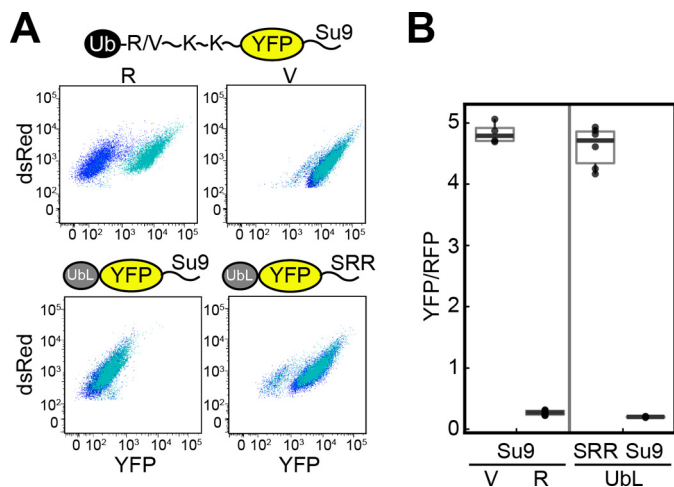 A
Ub R/V~K~K~ YFP Su9
R V
dsRed
10⁵
10⁴
10³
10²
0
0 10² 10³ 10⁴ 10⁵
10⁵
10⁴
10³
10²
0
0 10² 10³ 10⁴ 10⁵
UbL YFP Su9
UbL YFP SRR
dsRed
10⁵
10⁴
10³
10²
0
0 10² 10³ 10⁴ 10⁵
YFP
10⁵
10⁴
10³
10²
0
0 10² 10³ 10⁴ 10⁵
YFP
B
YFP/RFP
5
4
3
2
1
0
Su9 SRR Su9
V R UbL